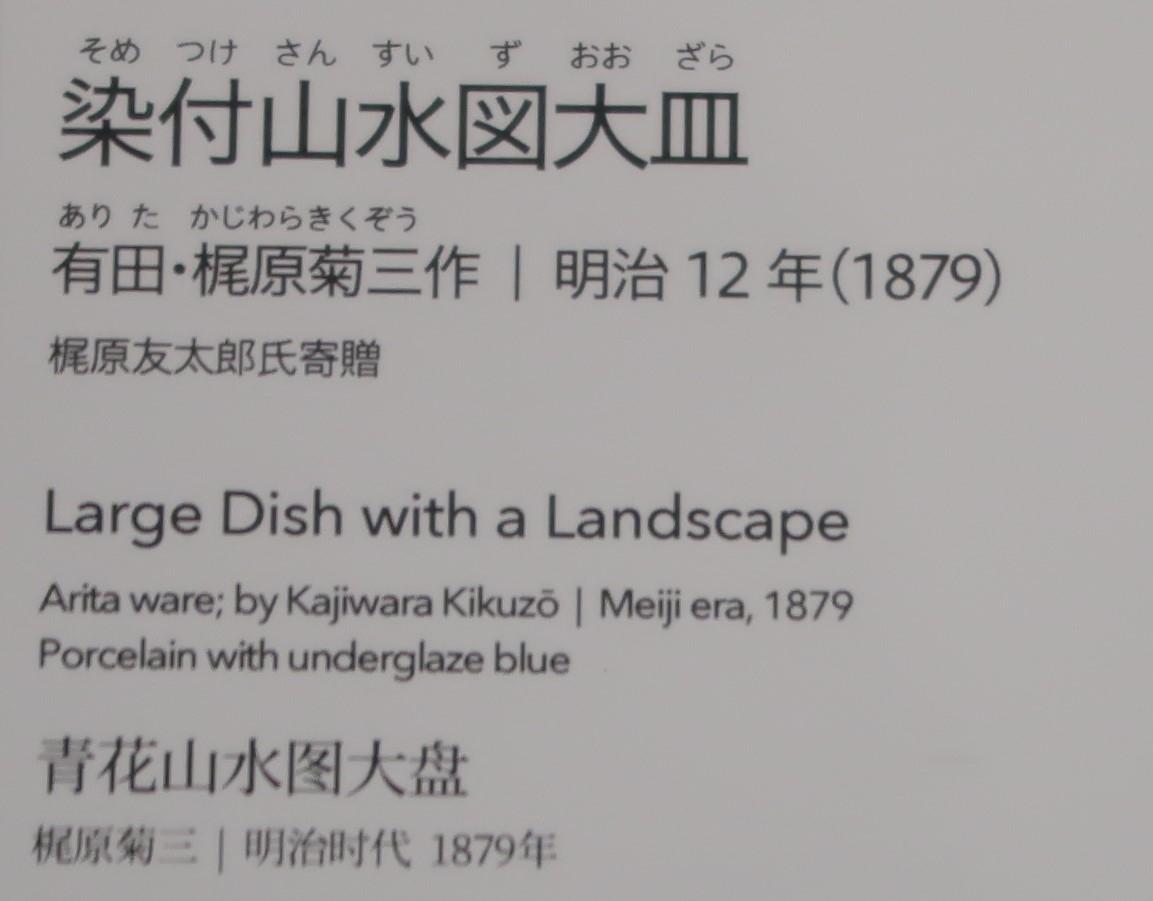 そめ つけ さん すい ず おお ざら
染付山水図大皿
あり た かじわらきくぞう
有田・梶原菊三作 | 明治 12 年(1879)
梶原友太郎氏寄贈
Large Dish with a Landscape
Arita ware; by Kajiwara Kikuzō | Meiji era, 1879
Porcelain with underglaze blue
青花山水图大盘
梶原菊三 | 明治时代 1879年